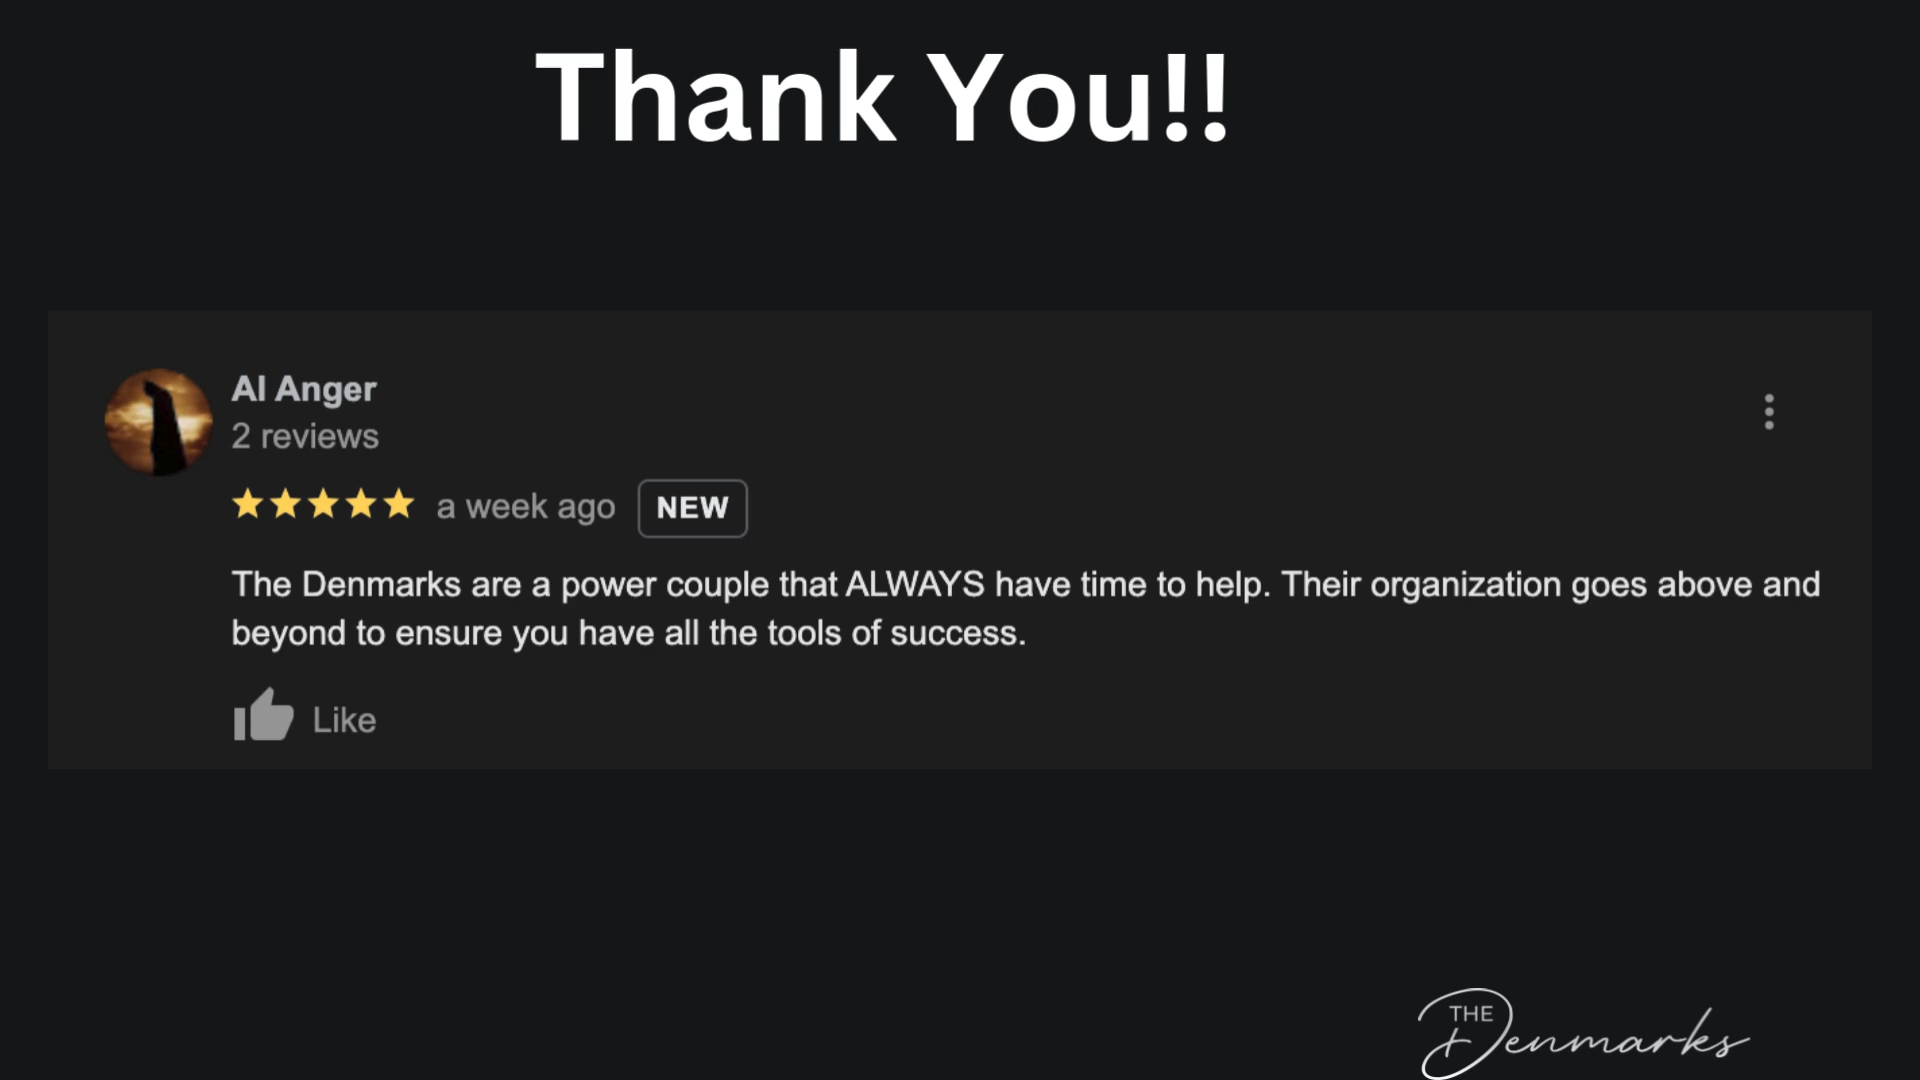 Thank You!!
Al Anger
2 reviews
a week ago NEW
The Denmarks are a power couple that ALWAYS have time to help. Their organization goes above and
beyond to ensure you have all the tools of success.
Like
THE
Denmarks